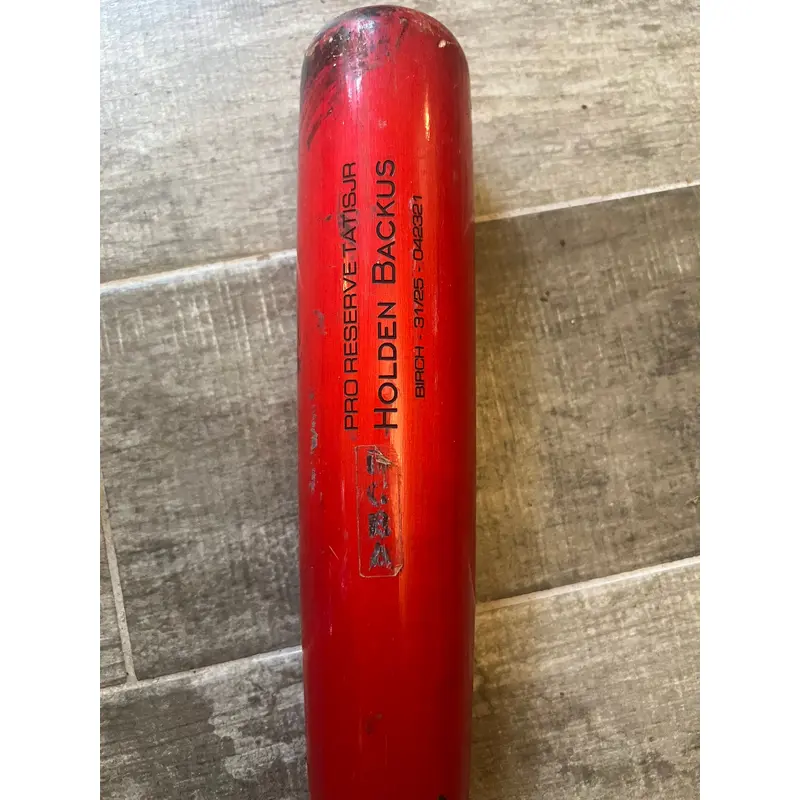 PRO RESERVE TATISJR
HOLDEN BACKUS
BIRCH - 31/25 - 042321